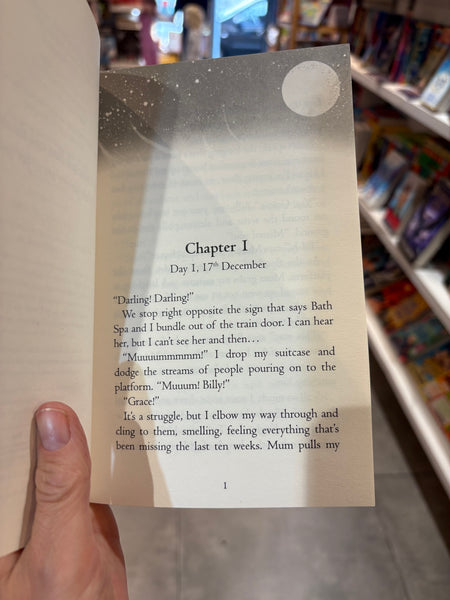 Chapter 1
Day 1, 17th December
“Darling! Darling!”
We stop right opposite the sign that says Bath
Spa and I bundle out of the train door. I can hear
her, but I can’t see her and then…
“Muuuummmmm!” I drop my suitcase and
dodge the streams of people pouring on to the
platform. “Muuum! Billy!”
“Grace!”
It’s a struggle, but I elbow my way through and
cling to them, smelling, feeling everything that’s
been missing the last ten weeks. Mum pulls my
1